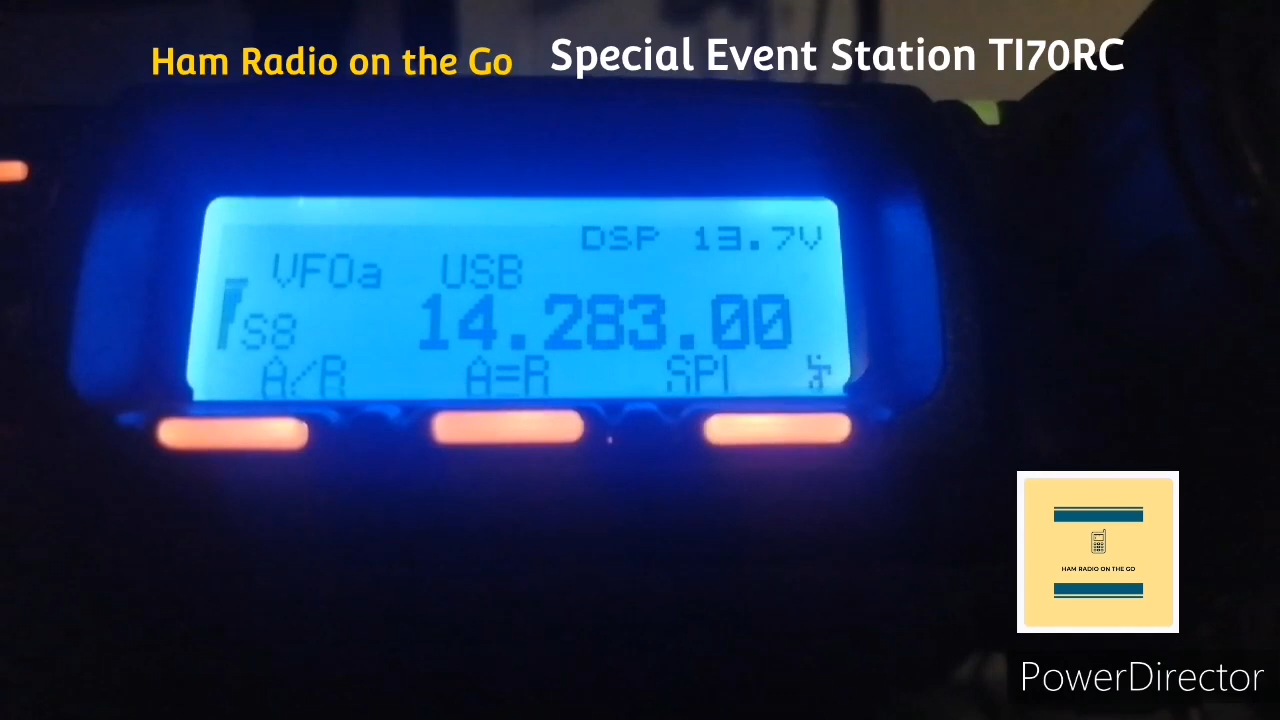 Ham Radio on the Go
Special Event Station TI70RC
DSP 13.7V
VFOa USB
S8 14.283.00
A/R A=R SPl
HAM RADIO ON THE GO
PowerDirector